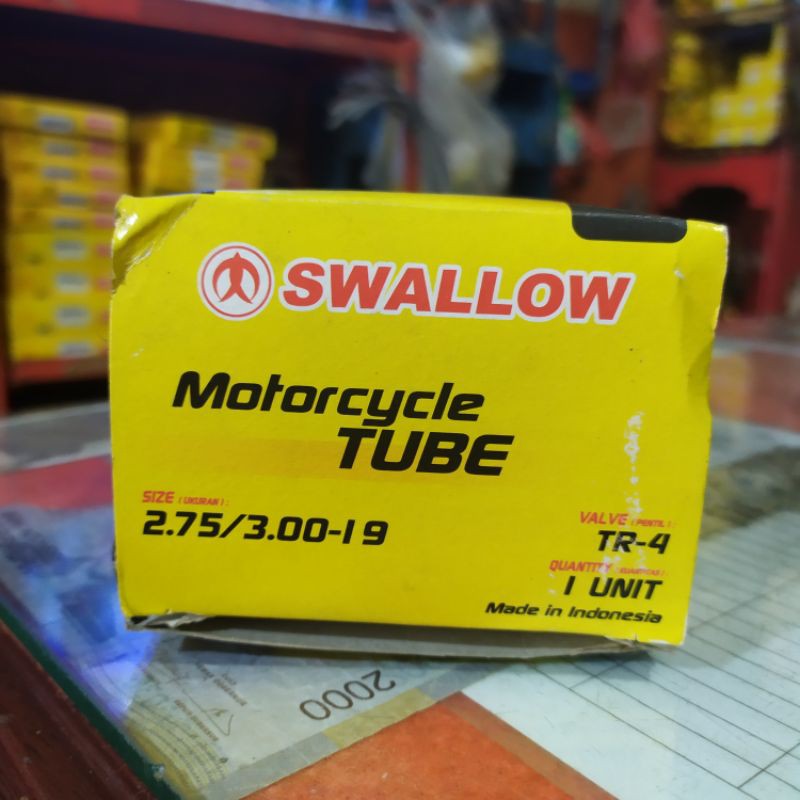 SWALLOW
Motorcycle
TUBE
SIZE (UKURAN):
2.75/3.00-19
VALVE (PENTIL):
TR-4
QUANTITY (KUANTITAS):
1 UNIT
Made in Indonesia
2000